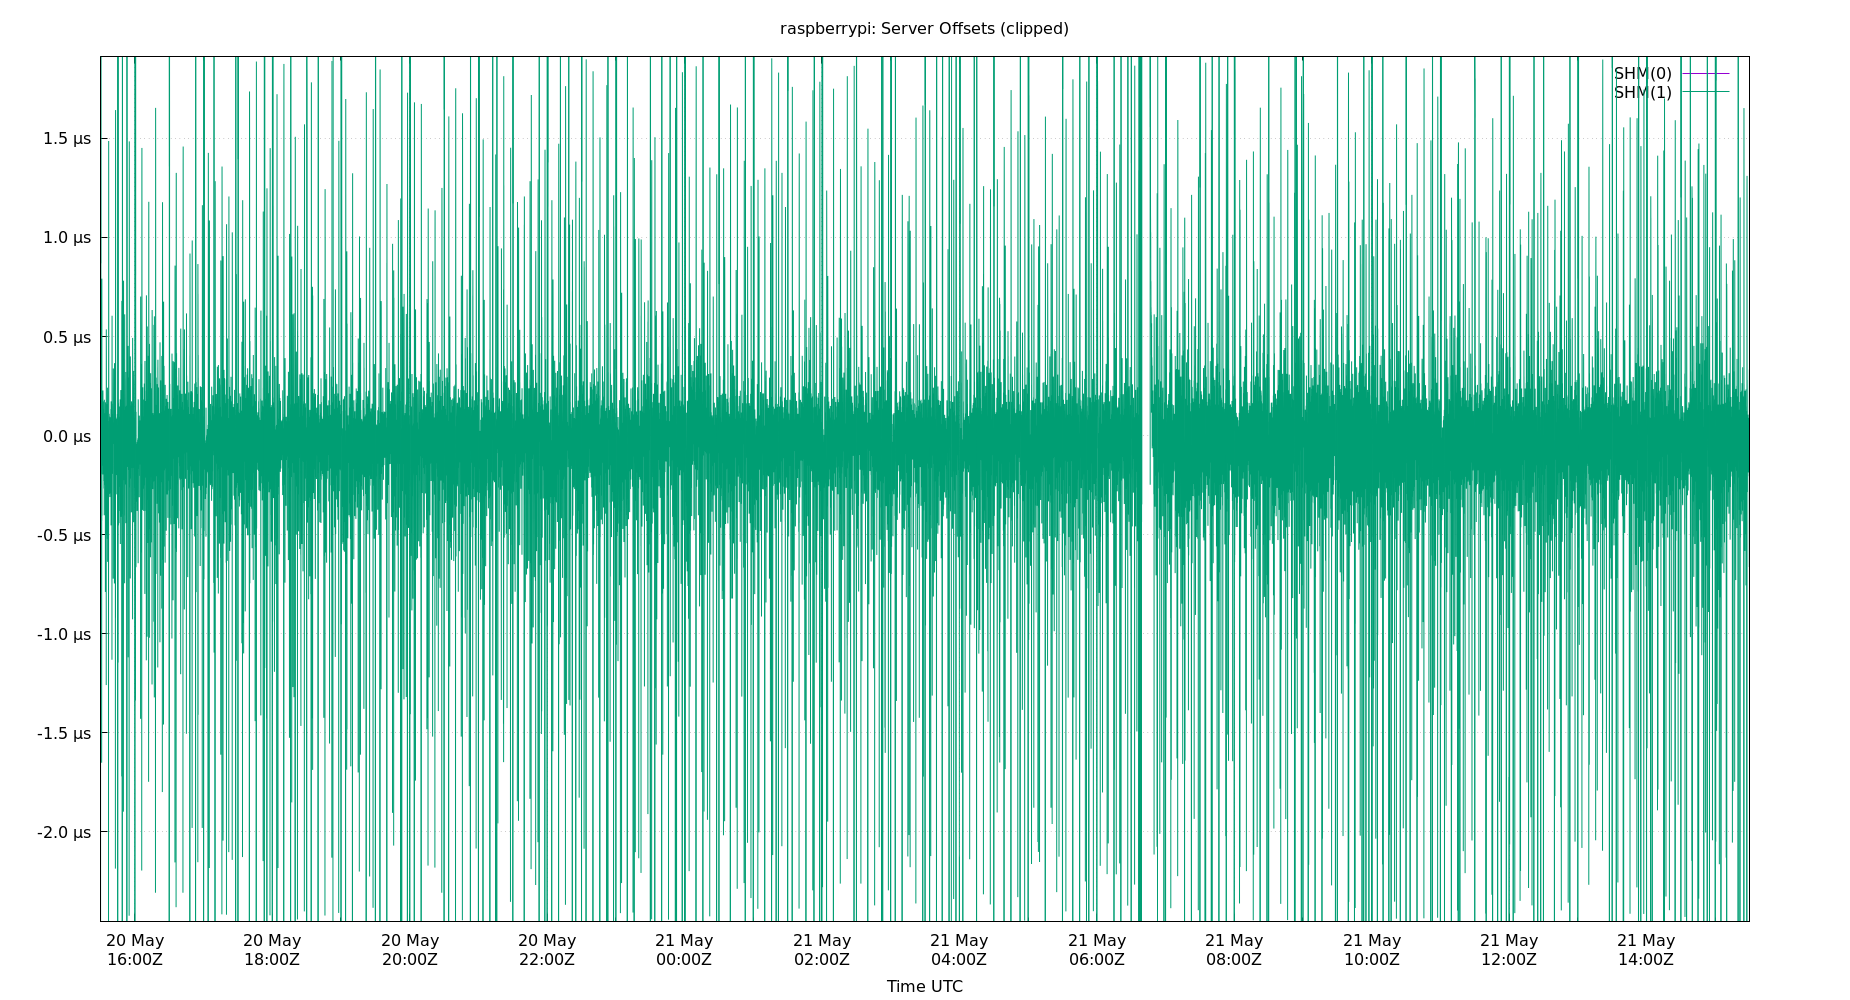 raspberrypi: Server Offsets (clipped)
SHM(0)
SHM(1)
1.5 µs
1.0 µs
0.5 µs
0.0 µs
-0.5 µs
-1.0 µs
-1.5 µs
-2.0 µs
20 May 20 May 20 May 20 May 21 May 21 May 21 May 21 May 21 May 21 May 21 May 21 May
16:00Z 18:00Z 20:00Z 22:00Z 00:00Z 02:00Z 04:00Z 06:00Z 08:00Z 10:00Z 12:00Z 14:00Z
Time UTC